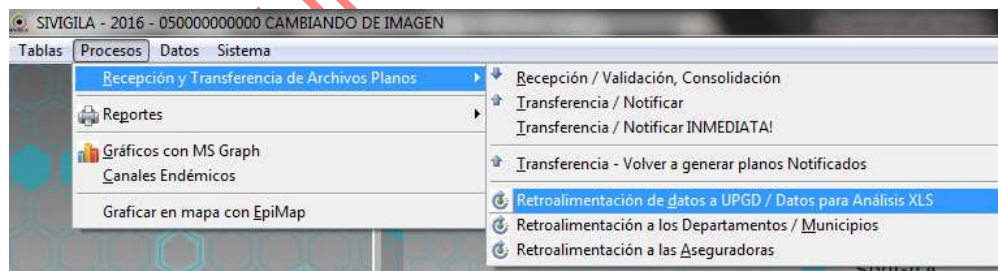 SIVIGILA - 2016 - 050000000000 CAMBIANDO DE IMAGEN
Tablas Procesos Datos Sistema
Recepción y Transferencia de Archivos Planos
Reportes
Gráficos con MS Graph
Canales Endémicos
Graficar en mapa con EpiMap
Recepción / Validación, Consolidación
Transferencia / Notificar
Transferencia / Notificar INMEDIATA!
Transferencia - Volver a generar planos Notificados
Retroalimentación de datos a UPGD / Datos para Análisis XLS
Retroalimentación a los Departamentos / Municipios
Retroalimentación a las Aseguradoras